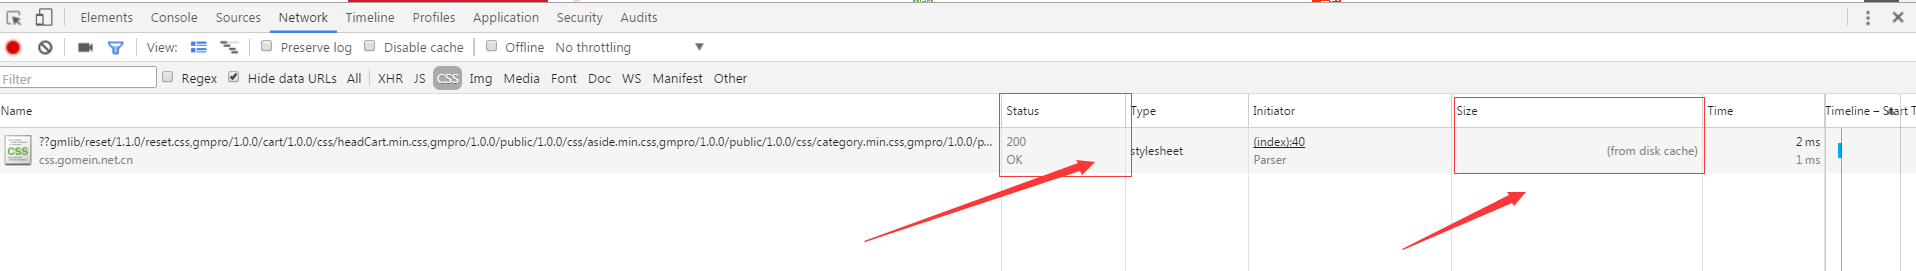 Elements Console Sources Network Timeline Profiles Application Security Audits
View: Preserve log Disable cache Offline No throttling
Filter Regex Hide data URLs All XHR JS CSS Img Media Font Doc WS Manifest Other
Name Status Type Initiator Size Time Timeline – Start T
CSS ??gmlib/reset/1.1.0/reset.css,gmpro/1.0.0/cart/1.0.0/css/headCart.min.css,gmpro/1.0.0/public/1.0.0/css/aside.min.css,gmpro/1.0.0/public/1.0.0/css/category.min.css,gmpro/1.0.0/p... 200 stylesheet (index):40 (from disk cache) 2 ms
css.gomein.net.cn OK Parser 1 ms